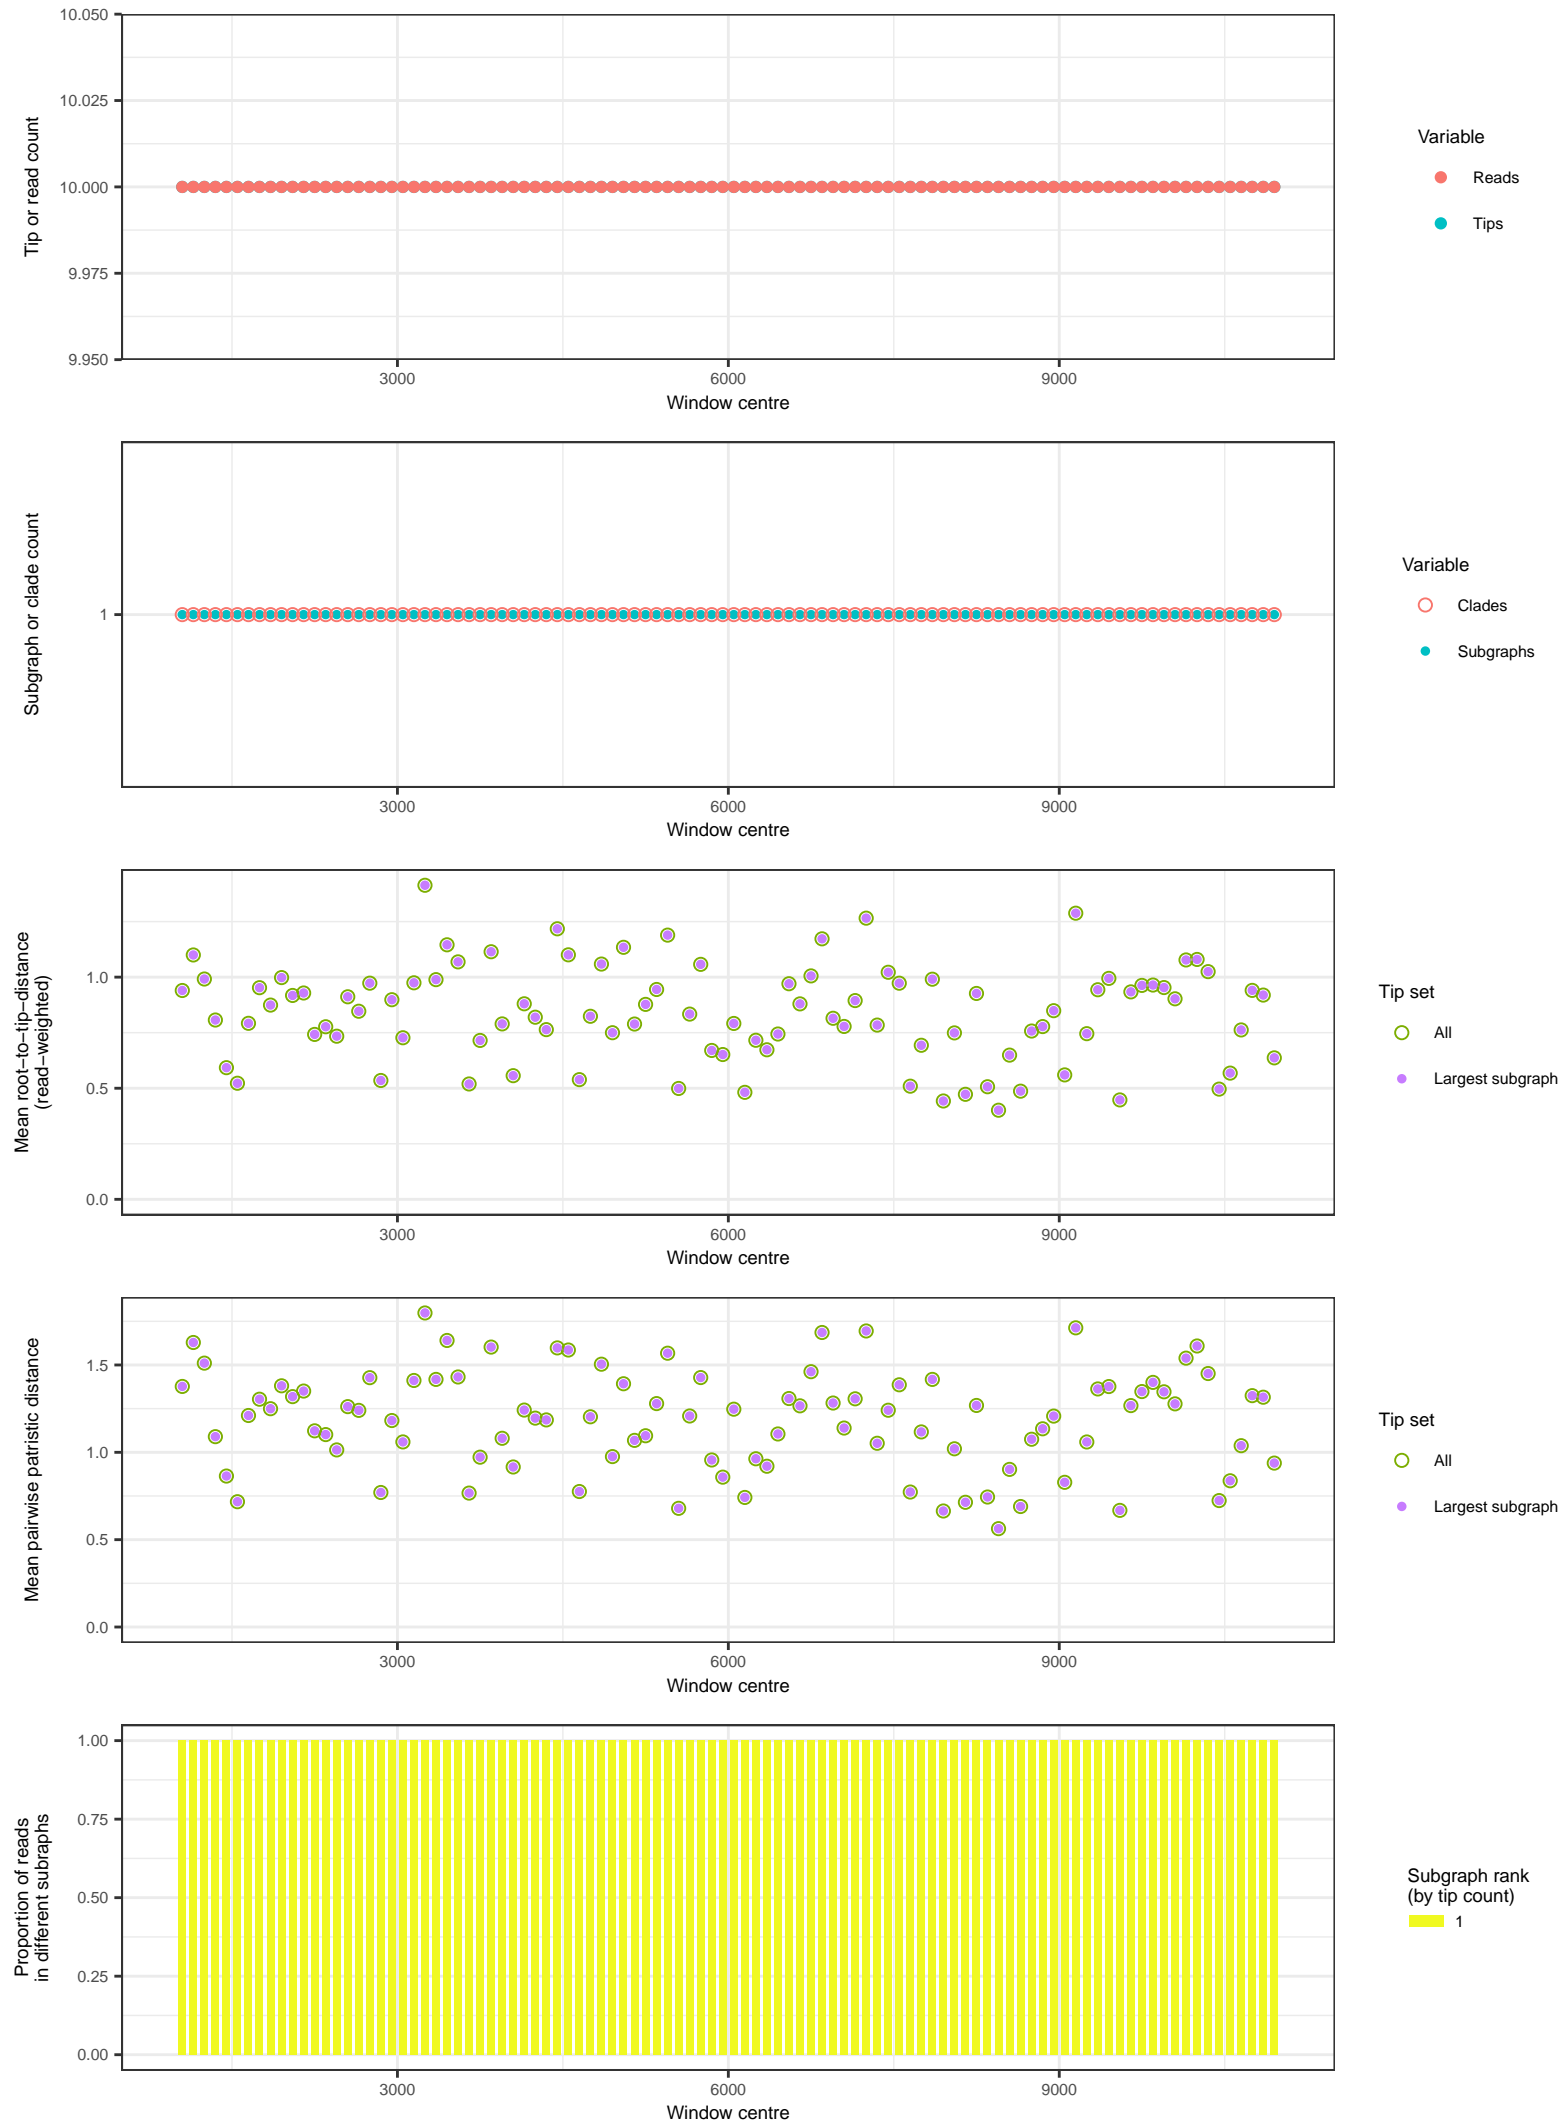 10.050
10.025
10.000
9.975
9.950
Tip or read count
3000
6000
9000
Window centre
Variable
Reads
Tips
Subgraph or clade count
1
3000
6000
9000
Window centre
Variable
Clades
Subgraphs
Mean root−to−tip−distance
(read−weighted)
1.0
0.5
0.0
3000
6000
9000
Window centre
Tip set
All
Largest subgraph
Mean pairwise patristic distance
1.5
1.0
0.5
0.0
3000
6000
9000
Window centre
Tip set
All
Largest subgraph
Proportion of reads
in different subraphs
1.00
0.75
0.50
0.25
0.00
3000
6000
9000
Window centre
Subgraph rank
(by tip count)
1